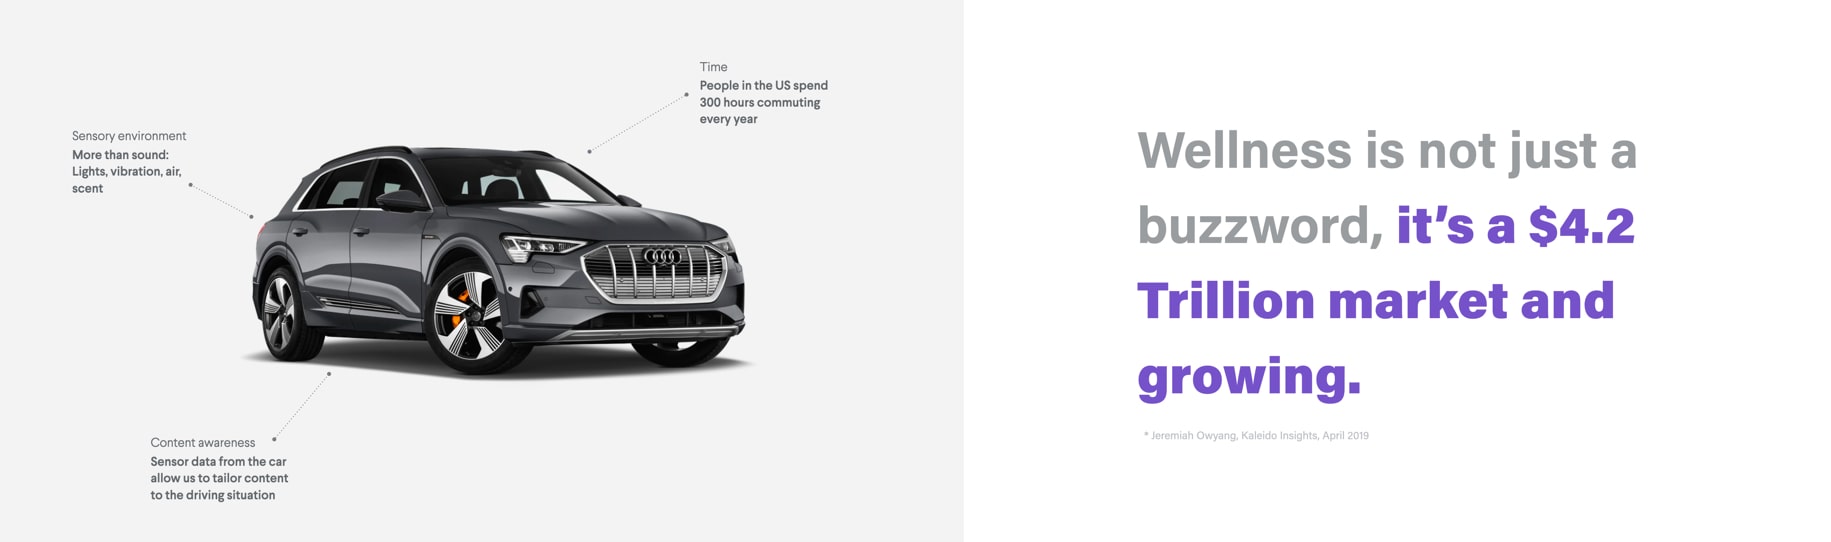 Time
People in the US spend
300 hours commuting
every year
Sensory environment
More than sound:
Lights, vibration, air,
scent
Content awareness
Sensor data from the car
allow us to tailor content
to the driving situation
Wellness is not just a
buzzword, it’s a $4.2
Trillion market and
growing.
* Jeremiah Owyang, Kaleido Insights, April 2019